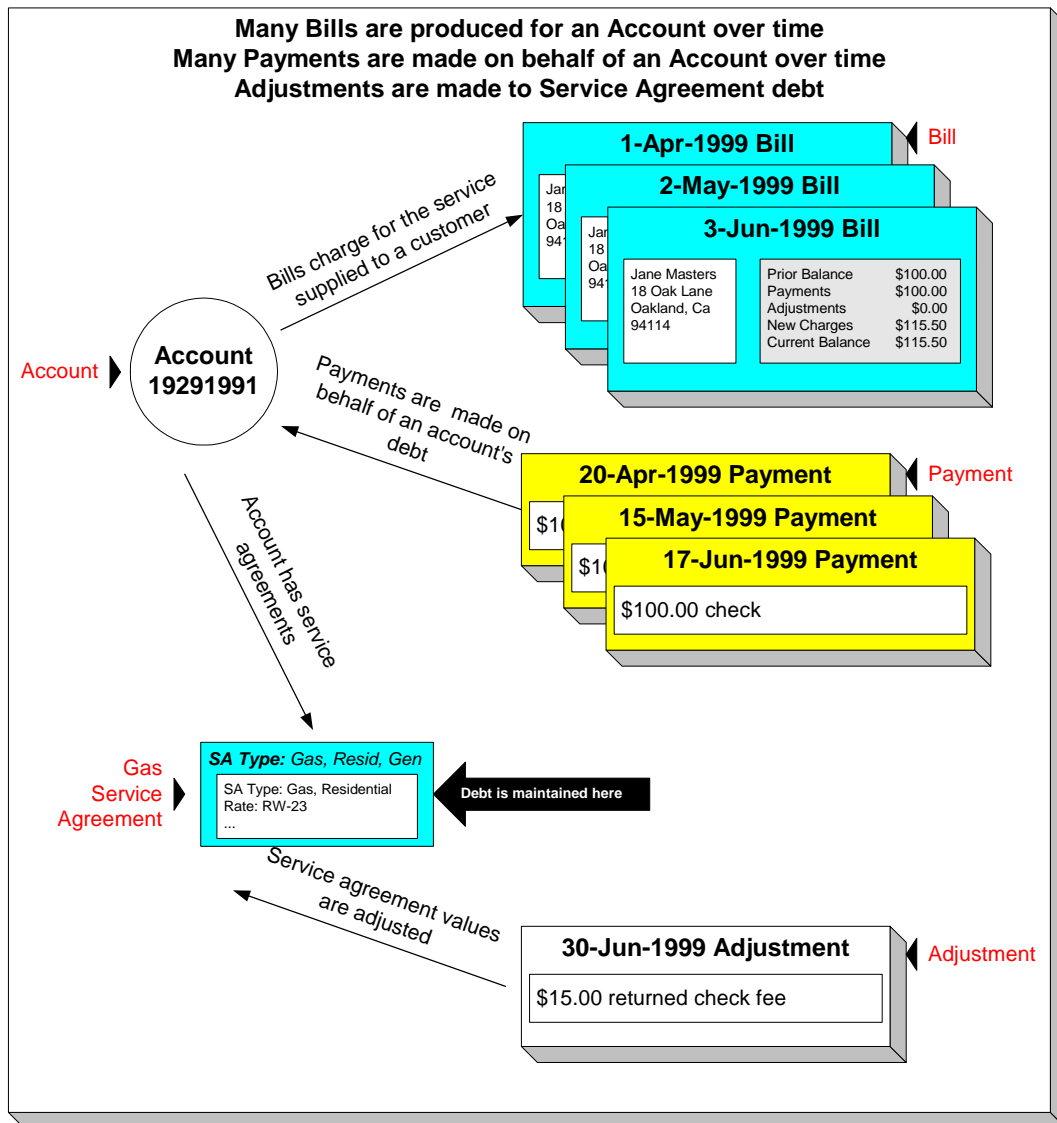 Many Bills are produced for an Account over time
Many Payments are made on behalf of an Account over time
Adjustments are made to Service Agreement debt
1-Apr-1999 Bill
Bill
2-May-1999 Bill
3-Jun-1999 Bill
Jane Masters
18 Oak Lane
Oakland, Ca
94114
Prior Balance $100.00
Payments $100.00
Adjustments $0.00
New Charges $115.50
Current Balance $115.50
Bills charge for the service
supplied to a customer
Account
Account
19291991
Payments are made on
behalf of an account's
debt
20-Apr-1999 Payment
Payment
15-May-1999 Payment
17-Jun-1999 Payment
$100.00 check
Account has service
agreements
Gas
Service
Agreement
SA Type: Gas, Resid, Gen
SA Type: Gas, Residential
Rate: RW-23
...
Debt is maintained here
Service agreement values
are adjusted
30-Jun-1999 Adjustment
Adjustment
$15.00 returned check fee